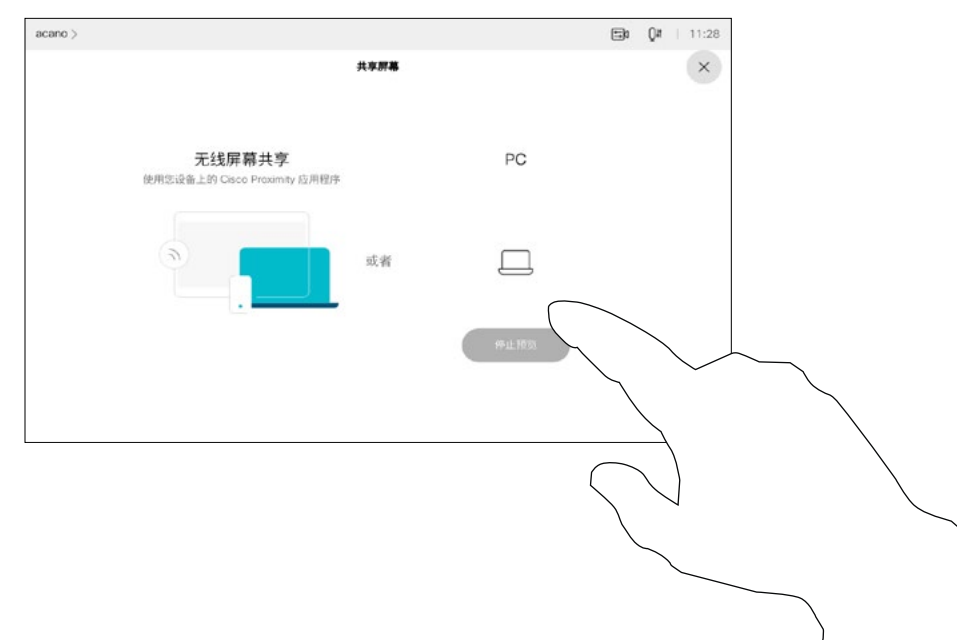 acano >
11:28
共享屏幕
无线屏幕共享
使用您设备上的 Cisco Proximity 应用程序
或者
PC
停止预览